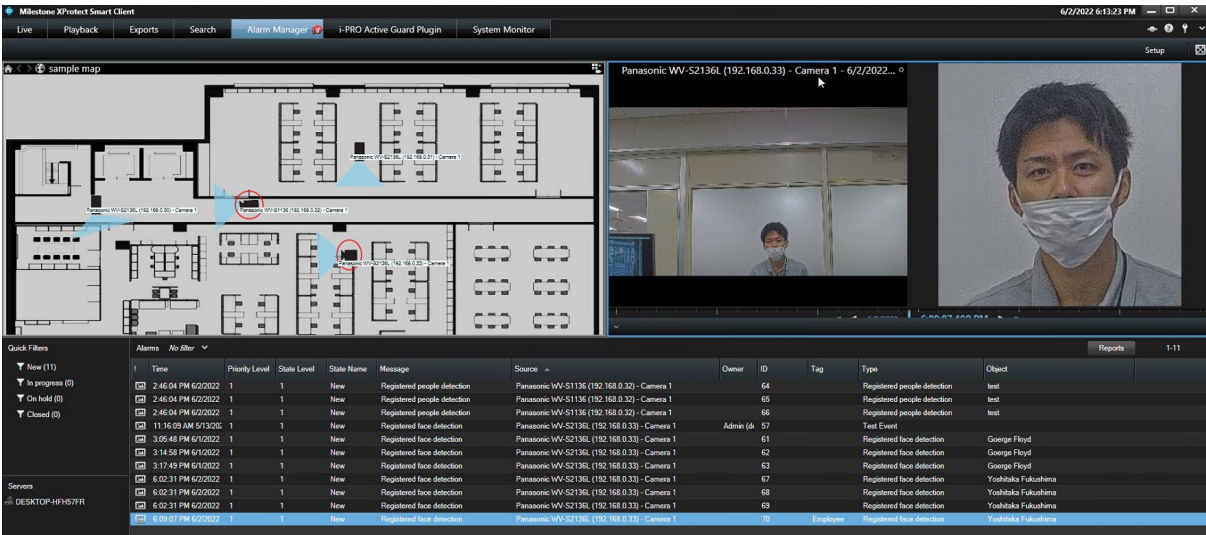 Milestone XProtect Smart Client
6/2/2022 6:13:23 PM
Live Playback Exports Search Alarm Manager i-PRO Active Guard Plugin System Monitor
Setup
sample map
Panasonic WV-S2136L (192.168.0.33) - Camera 1 - 6/2/2022...
Panasonic WV-S2136L (192.168.0.31) - Camera 1
Panasonic WV-S2136L (192.168.0.30) - Camera 1
Panasonic WV-S1136 (192.168.0.32) - Camera 1
Panasonic WV-S2136L (192.168.0.33) - Camera 1
Quick Filters
New (11)
In progress (0)
On hold (0)
Closed (0)
Servers
DESKTOP-HFH57FR
Alarms No filter Reports 1-11
! Time Priority Level State Level State Name Message Source Owner ID Tag Type Object
2:46:04 PM 6/2/2022 1 1 New Registered people detection Panasonic WV-S1136 (192.168.0.32) - Camera 1 64 Registered people detection test
2:46:04 PM 6/2/2022 1 1 New Registered people detection Panasonic WV-S1136 (192.168.0.32) - Camera 1 65 Registered people detection test
2:46:04 PM 6/2/2022 1 1 New Registered people detection Panasonic WV-S1136 (192.168.0.32) - Camera 1 66 Registered people detection test
11:16:09 AM 5/13/202 1 1 New Registered face detection Panasonic WV-S2136L (192.168.0.33) - Camera 1 Admin (de 57 Test Event
3:05:48 PM 6/1/2022 1 1 New Registered face detection Panasonic WV-S2136L (192.168.0.33) - Camera 1 61 Registered face detection Goerge Floyd
3:14:58 PM 6/1/2022 1 1 New Registered face detection Panasonic WV-S2136L (192.168.0.33) - Camera 1 62 Registered face detection Goerge Floyd
3:17:49 PM 6/1/2022 1 1 New Registered face detection Panasonic WV-S2136L (192.168.0.33) - Camera 1 63 Registered face detection Goerge Floyd
6:02:31 PM 6/2/2022 1 1 New Registered face detection Panasonic WV-S2136L (192.168.0.33) - Camera 1 67 Registered face detection Yoshitaka Fukushima
6:02:31 PM 6/2/2022 1 1 New Registered face detection Panasonic WV-S2136L (192.168.0.33) - Camera 1 68 Registered face detection Yoshitaka Fukushima
6:02:31 PM 6/2/2022 1 1 New Registered face detection Panasonic WV-S2136L (192.168.0.33) - Camera 1 69 Registered face detection Yoshitaka Fukushima
6:09:07 PM 6/2/2022 1 1 New Registered face detection Panasonic WV-S2136L (192.168.0.33) - Camera 1 70 Employee Registered face detection Yoshitaka Fukushima